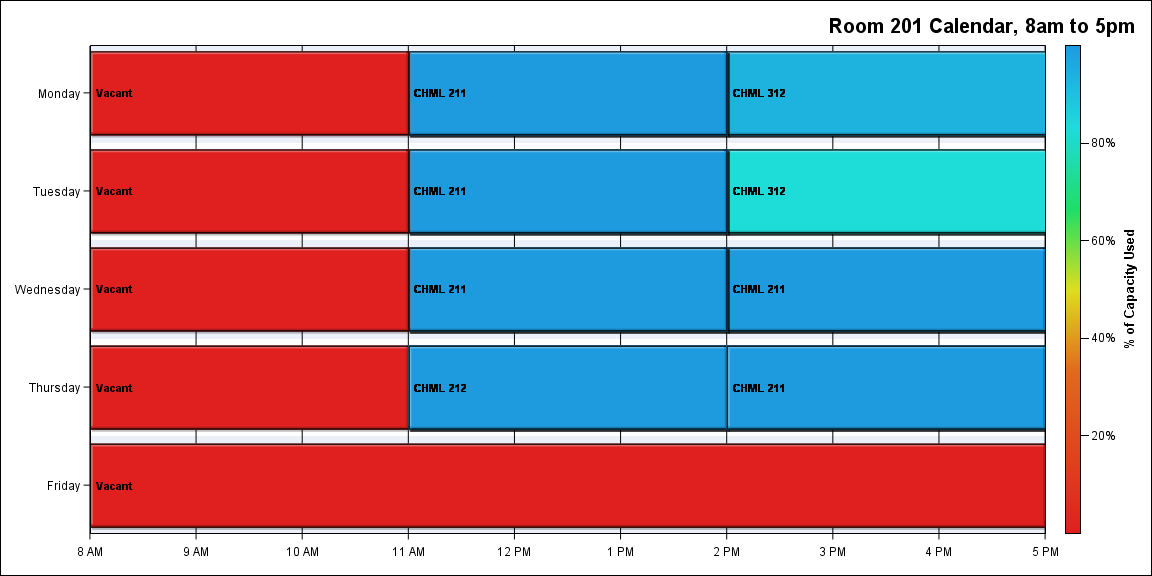 Room 201 Calendar, 8am to 5pm
Monday
Vacant
CHML 211
CHML 312
Tuesday
Vacant
CHML 211
CHML 312
Wednesday
Vacant
CHML 211
CHML 211
Thursday
Vacant
CHML 212
CHML 211
Friday
Vacant
8 AM
9 AM
10 AM
11 AM
12 PM
1 PM
2 PM
3 PM
4 PM
5 PM
80%
60%
40%
20%
% of Capacity Used